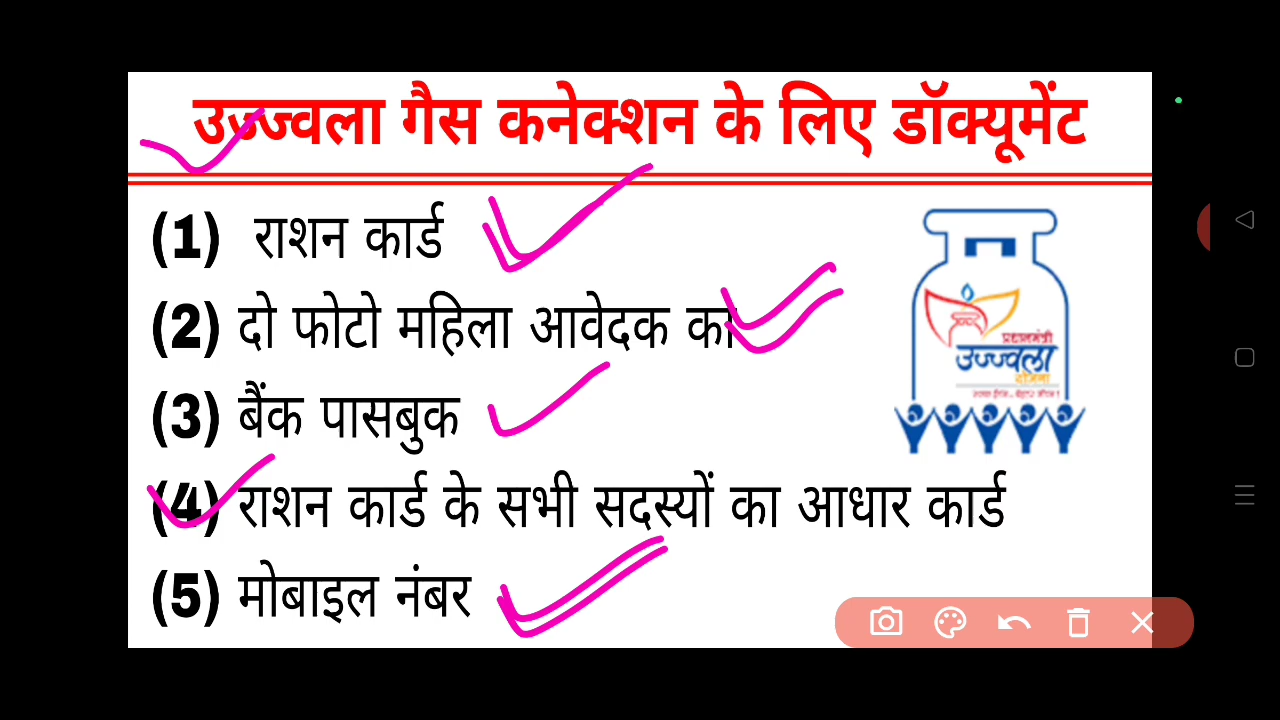 उज्ज्वला गैस कनेक्शन के लिए डॉक्यूमेंट
(1) राशन कार्ड
(2) दो फोटो महिला आवेदक का
(3) बैंक पासबुक
(4) राशन कार्ड के सभी सदस्यों का आधार कार्ड
(5) मोबाइल नंबर
प्रधानमंत्री
उज्ज्वला
योजना